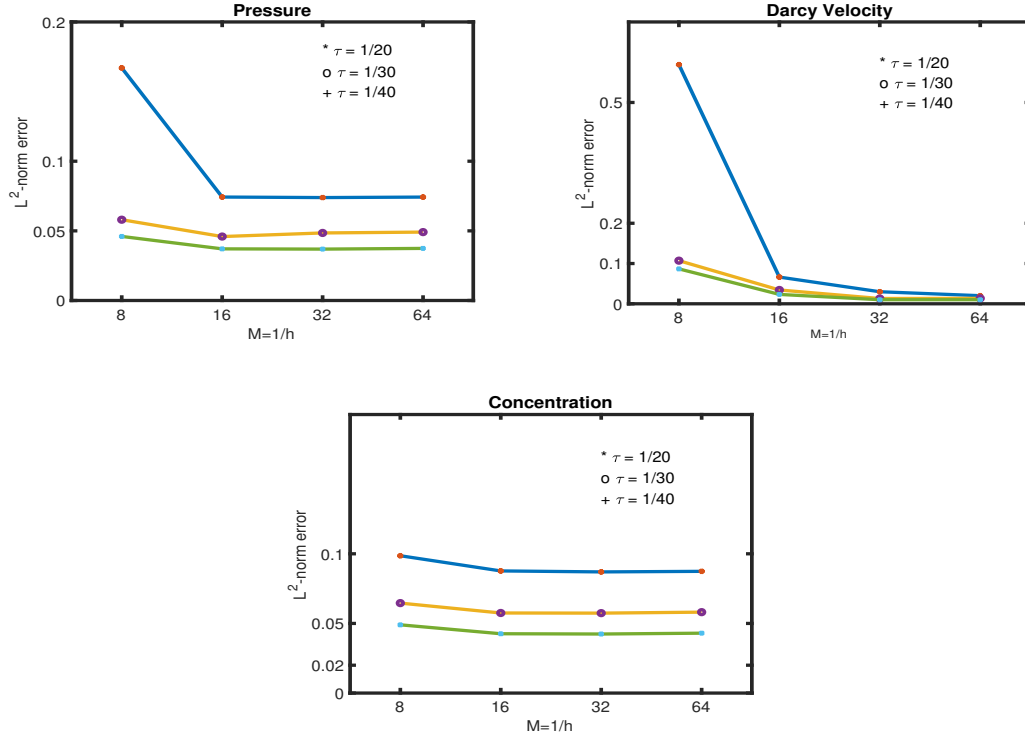 Pressure
0.2
0.1
0.05
0
L²-norm error
* τ = 1/20
o τ = 1/30
+ τ = 1/40
8 16 32 64
M=1/h
Darcy Velocity
0.5
0.2
0.1
0
L²-norm error
* τ = 1/20
o τ = 1/30
+ τ = 1/40
8 16 32 64
M=1/h
Concentration
0.1
0.05
0.02
0
L²-norm error
* τ = 1/20
o τ = 1/30
+ τ = 1/40
8 16 32 64
M=1/h